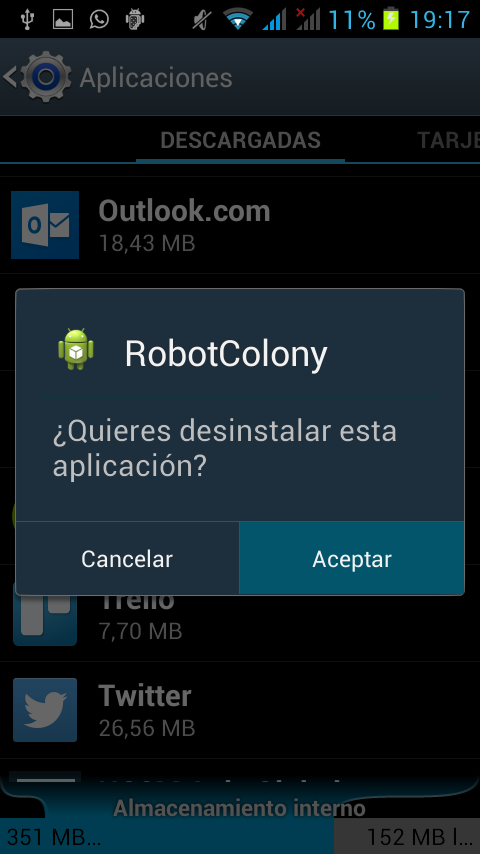 11% 19:17
Aplicaciones
DESCARGADAS TARJE
Outlook.com
18,43 MB
RobotColony
¿Quieres desinstalar esta
aplicación?
Cancelar Aceptar
Trello
7,70 MB
Twitter
26,56 MB
Almacenamiento interno
351 MB... 152 MB l...